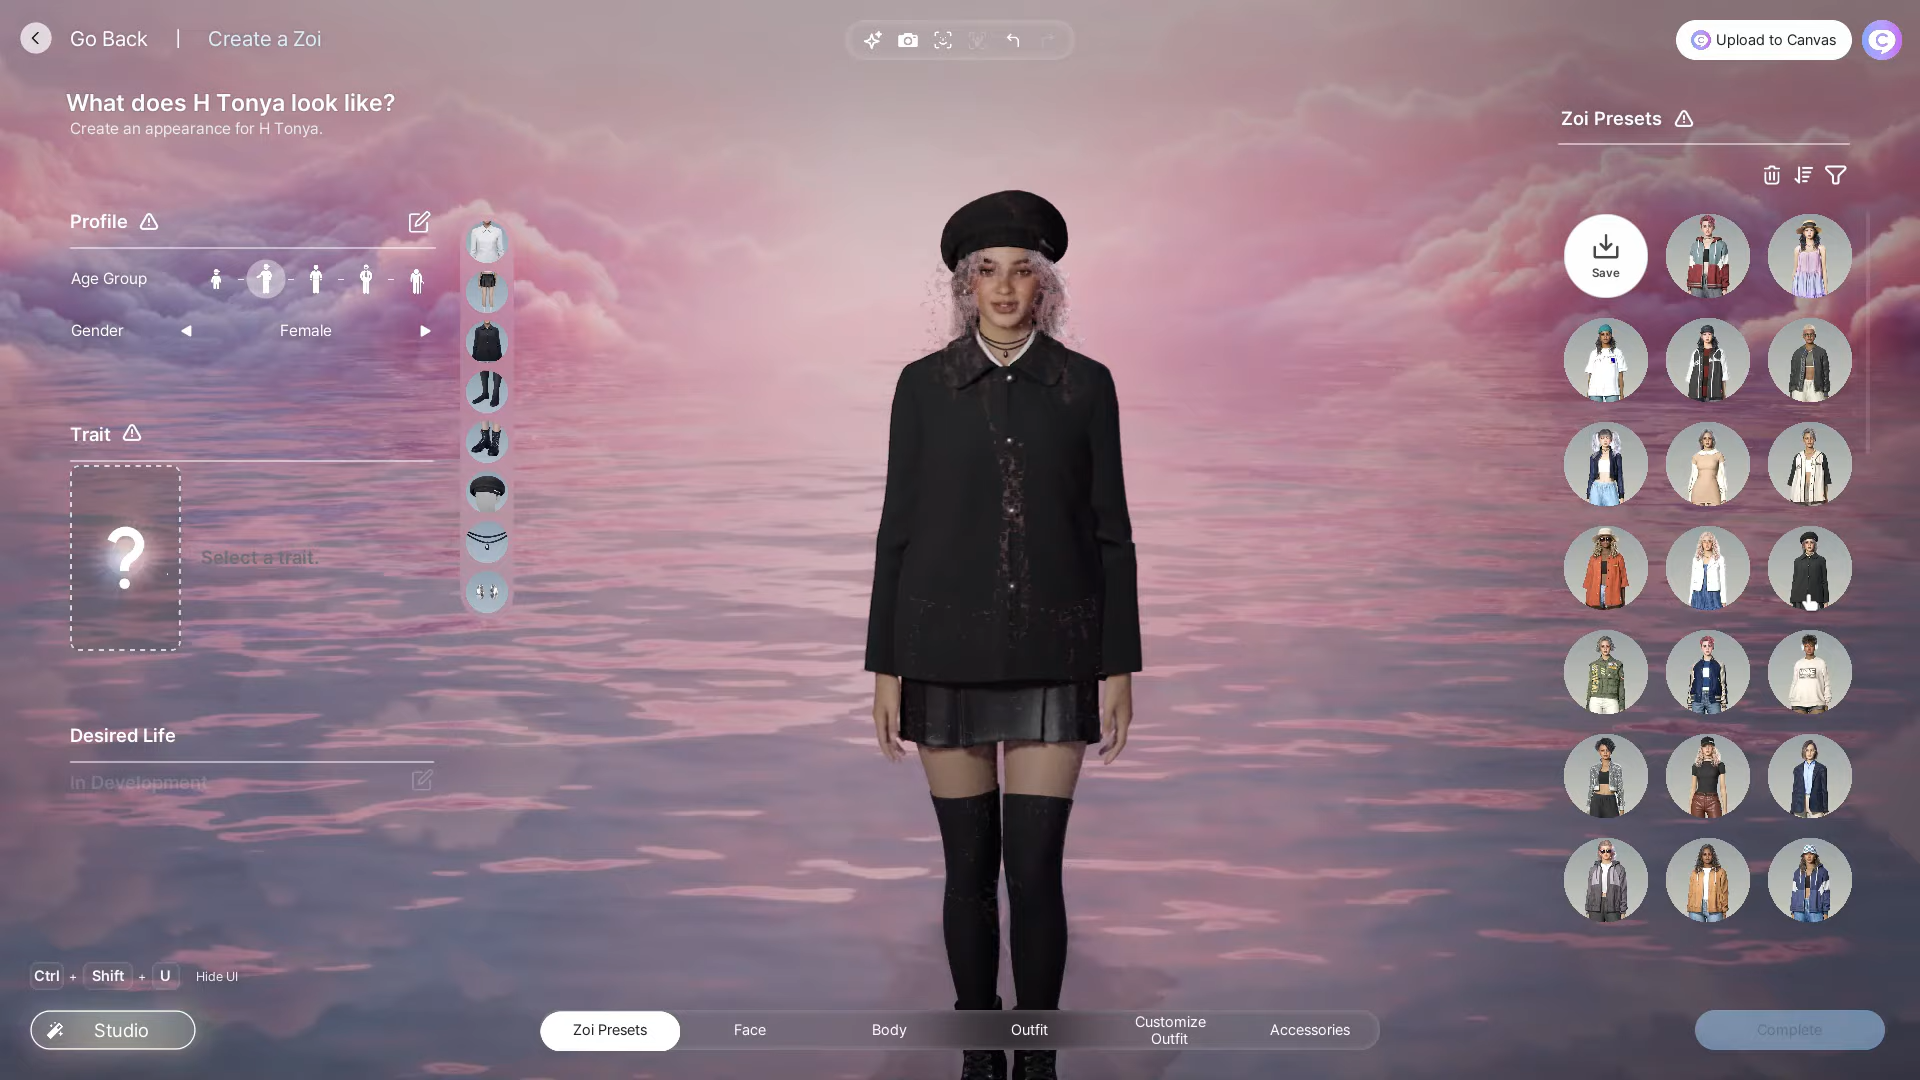 Go Back
Create a Zoi
Upload to Canvas
What does H Tonya look like?
Create an appearance for H Tonya.
Zoi Presets
Profile
Age Group
Gender
Female
Save
Trait
?
Select a trait.
Desired Life
In Development
Ctrl + Shift + U Hide UI
Studio
Zoi Presets
Face
Body
Outfit
Customize
Outfit
Accessories
Complete